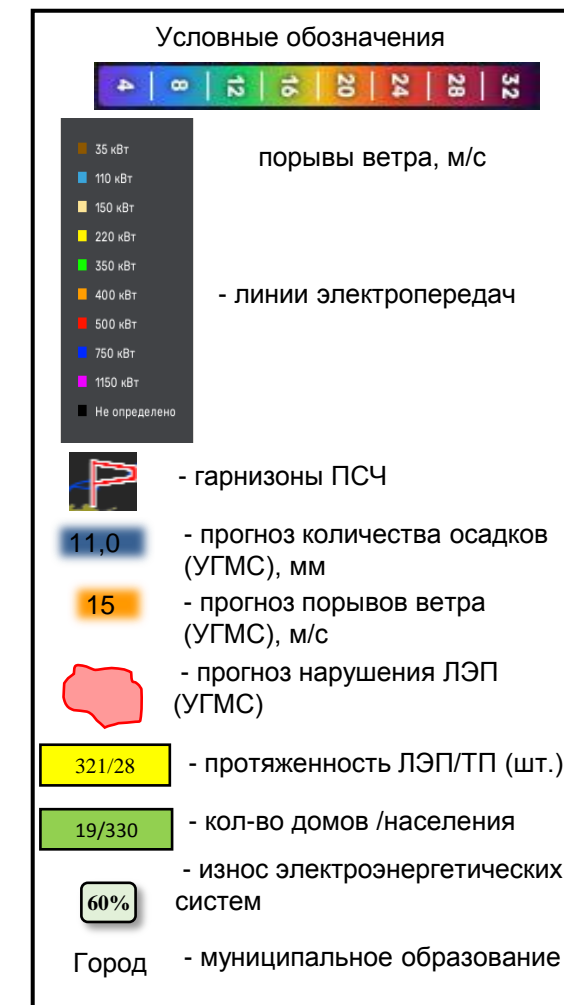 Условные обозначения
4 | 8 | 12 | 16 | 20 | 24 | 28 | 32
порывы ветра, м/с
35 кВт
110 кВт
150 кВт
220 кВт
350 кВт
400 кВт
500 кВт
750 кВт
1150 кВт
Не определено
- линии электропередач
- гарнизоны ПСЧ
11,0
- прогноз количества осадков
(УГМС), мм
15
- прогноз порывов ветра
(УГМС), м/с
- прогноз нарушения ЛЭП
(УГМС)
321/28
- протяженность ЛЭП/ТП (шт.)
19/330
- кол-во домов /населения
60%
- износ электроэнергетических
систем
Город
- муниципальное образование